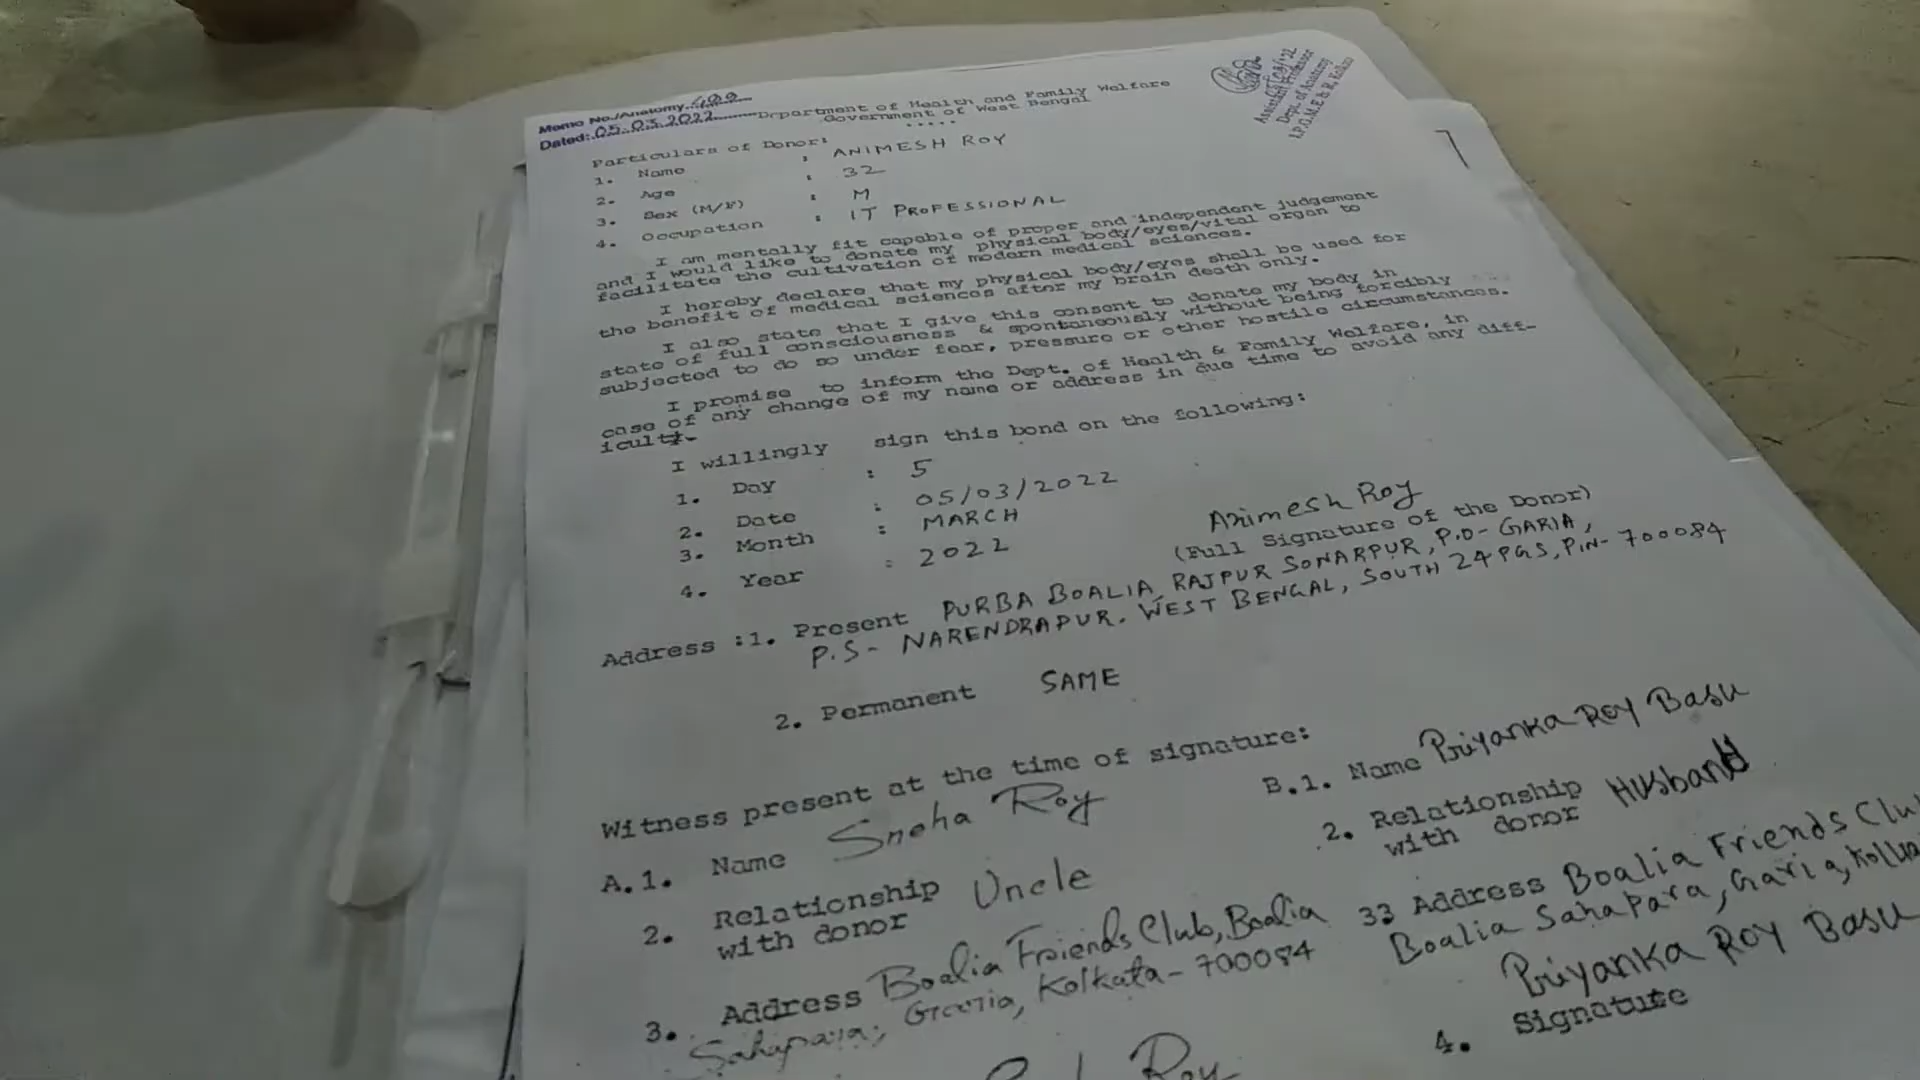 Memo No./Anatomy
Dated: 05.03.2022
Department of Health and Family Welfare
Government of West Bengal
Assistant Professor
Dept. of Anatomy
I.P.G.M.E & R, Kolkata
Particulars of Donor:
1. Name : ANIMESH ROY
2. Age : 32
3. Sex (M/F) : M
4. Occupation : IT PROFESSIONAL
I am mentally fit capable of proper and independent judgement
and I would like to donate my physical body/eyes/vital organ to
facilitate the cultivation of modern medical sciences.
I hereby declare that my physical body/eyes shall be used for
the benefit of medical sciences after my brain death only.
I also state that I give this consent to donate my body in
state of full consciousness & spontaneously without being forcibly
subjected to do so under fear, pressure or other hostile circumstances.
I promise to inform the Dept. of Health & Family Welfare, in
case of any change of my name or address in due time to avoid any diff-
icult
I willingly sign this bond on the following:
1. Day : 5
2. Date : 05/03/2022
3. Month : MARCH
4. Year : 2022
Animesh Roy
(Full Signature of the Donor)
Address :1. Present PURBA BOALIA, RAJPUR SONARPUR, P.O- GARIA,
P.S- NARENDRAPUR. WEST BENGAL, SOUTH 24 PGS, PIN- 700084
2. Permanent SAME
Witness present at the time of signature:
A.1. Name Sneha Roy
2. Relationship with donor Uncle
3. Address Boalia Friends Club, Boalia
Sahapara, Garia, Kolkata- 700084
Roy
B.1. Name Priyanka ROY Basu
2. Relationship with donor Husband
33 Address Boalia Friends Clu
Boalia Sahapara, Garia, Kolka
Priyanka ROY Basu
4. Signature